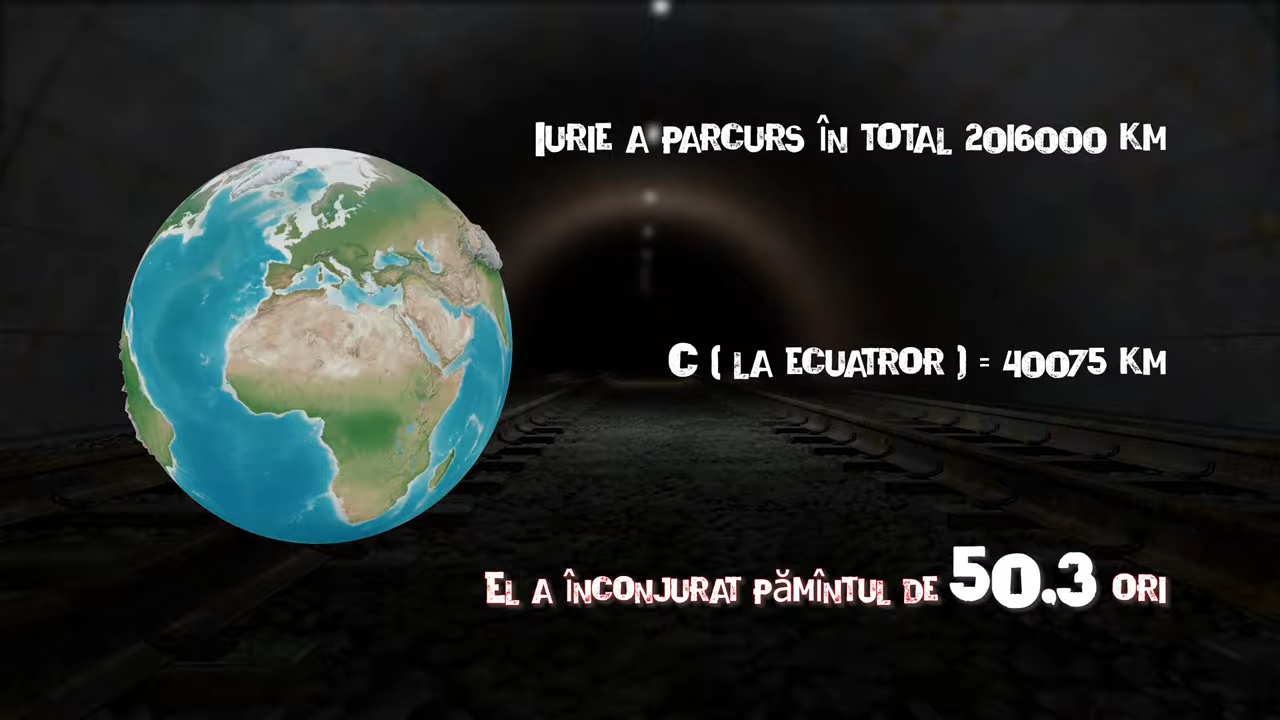 Iurie a parcurs în total 2016000 km
C ( la ecuatror ) = 40075 km
El a înconjurat pămîntul de 50.3 ori